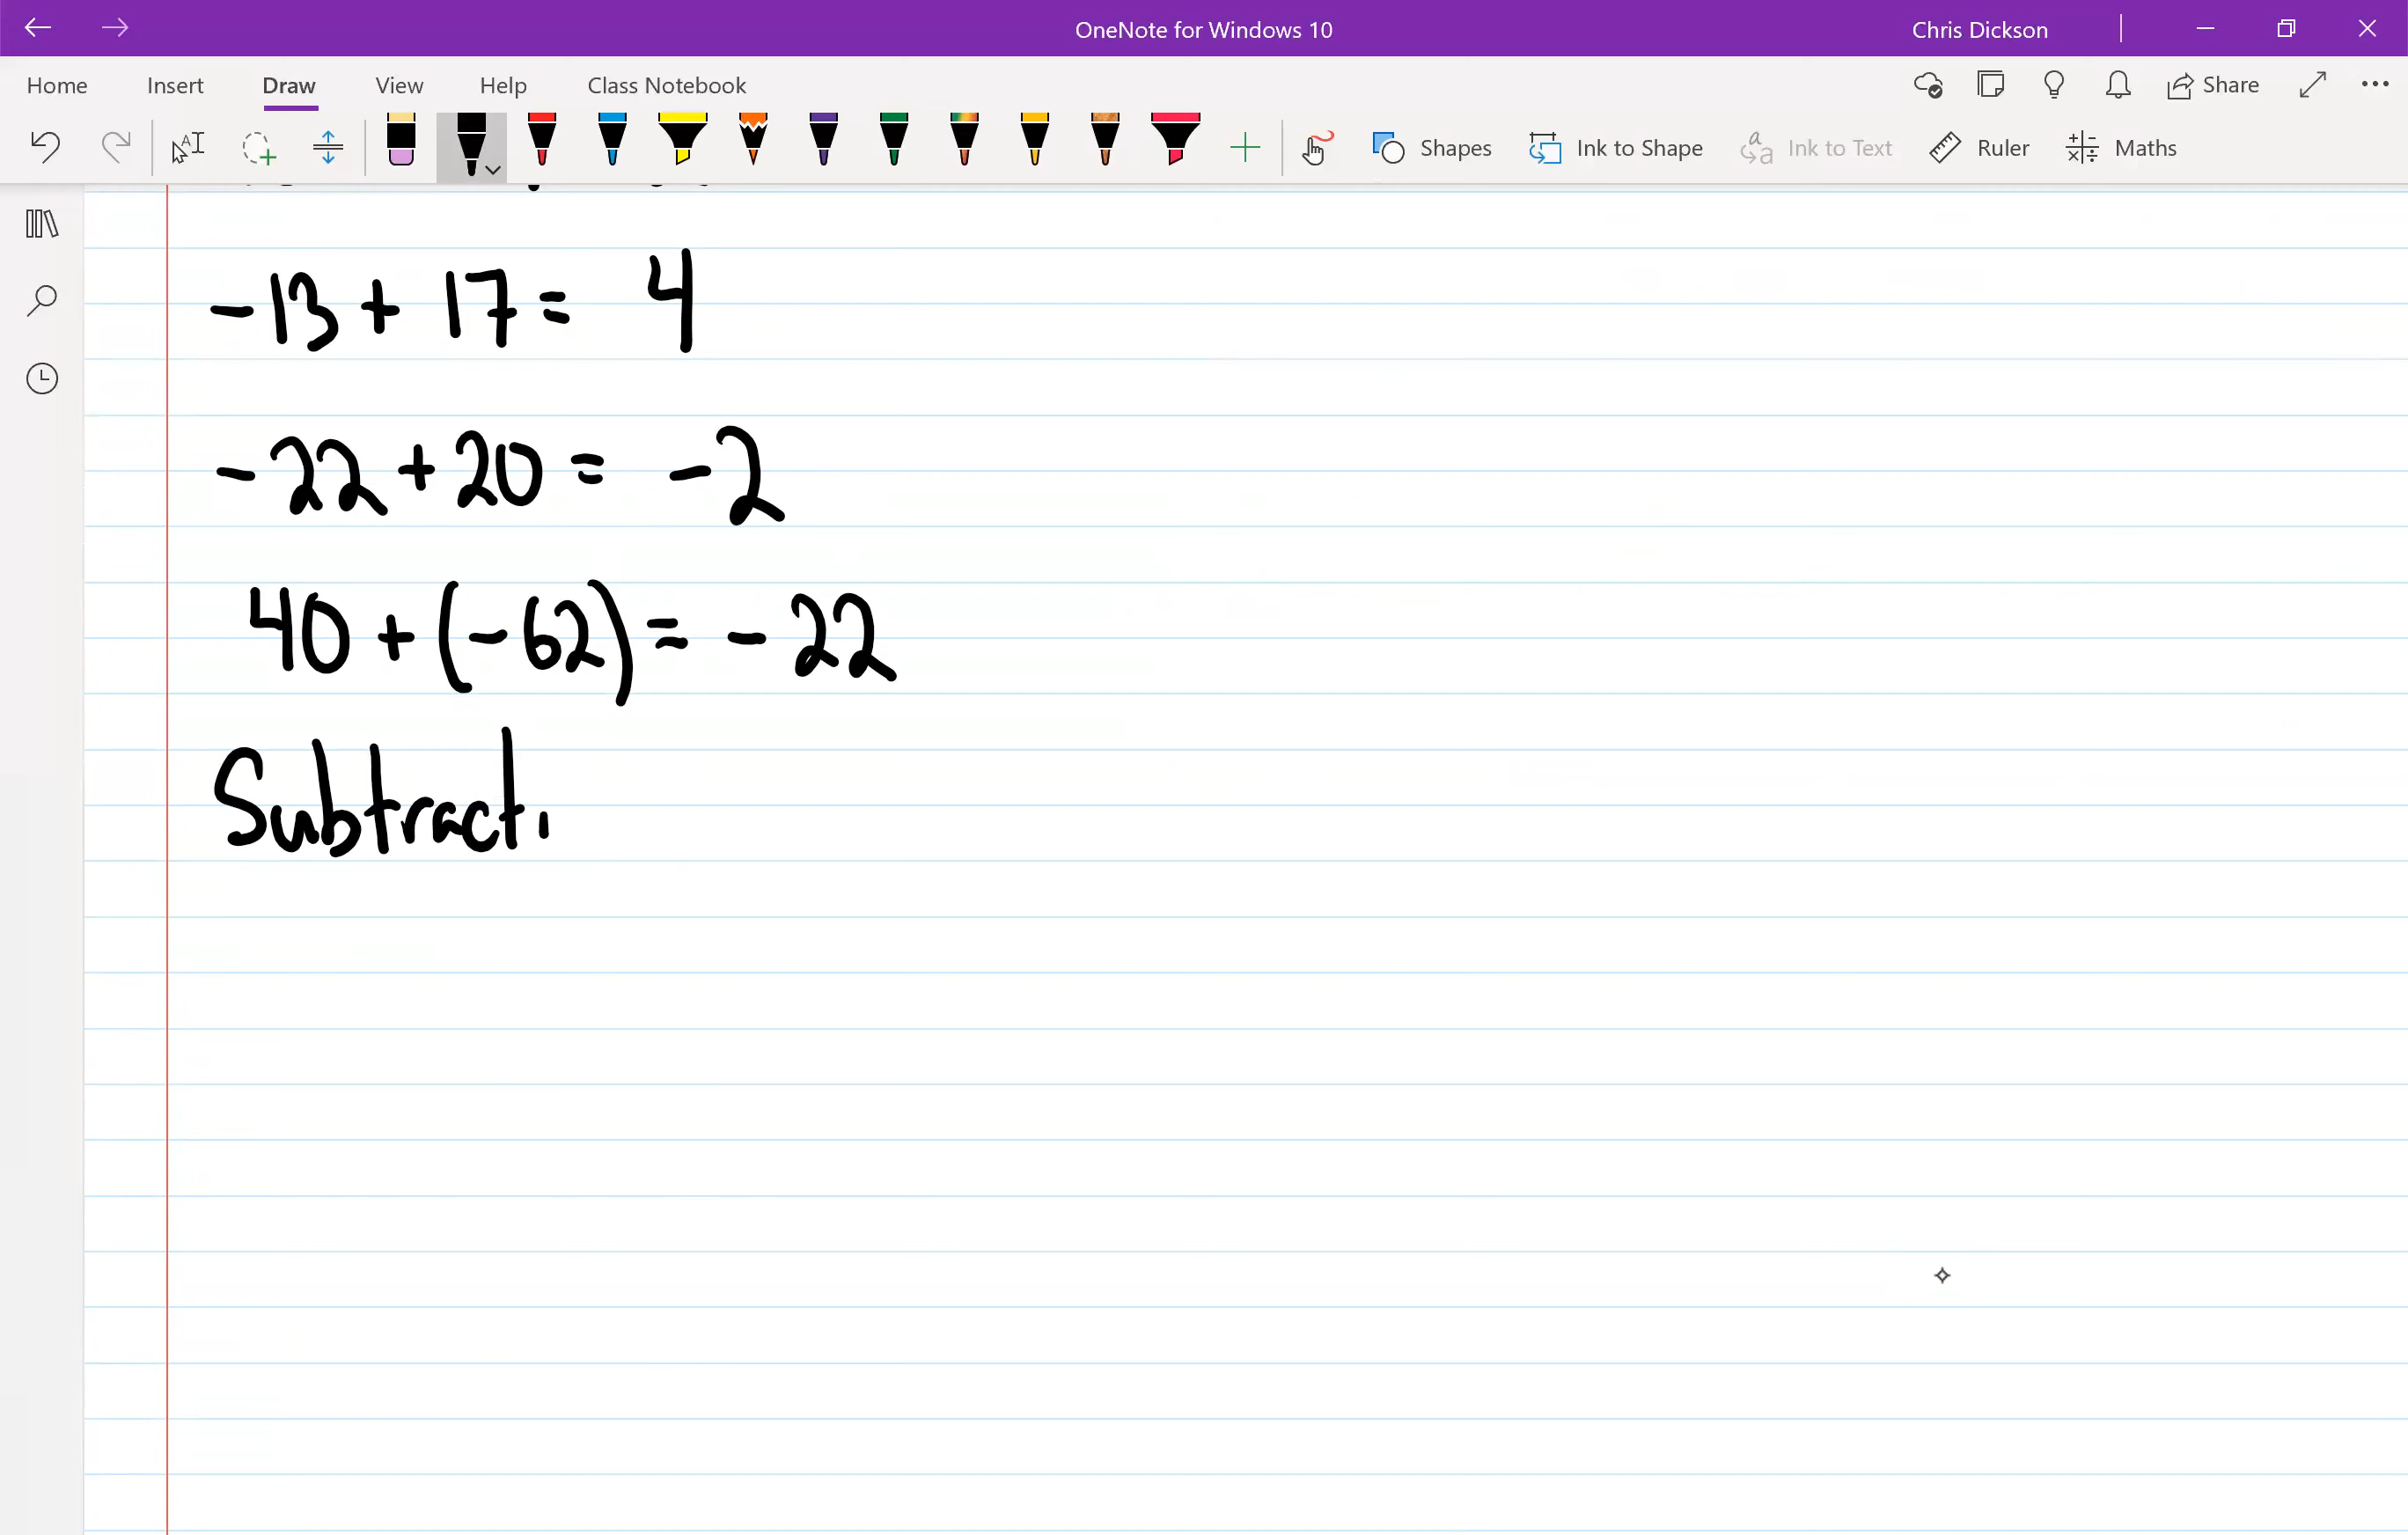 OneNote for Windows 10
Chris Dickson
Home Insert Draw View Help Class Notebook Share
Shapes Ink to Shape Ink to Text Ruler Maths
-13 + 17 = 4
-22 + 20 = -2
40 + (-62) = -22
Subtracti